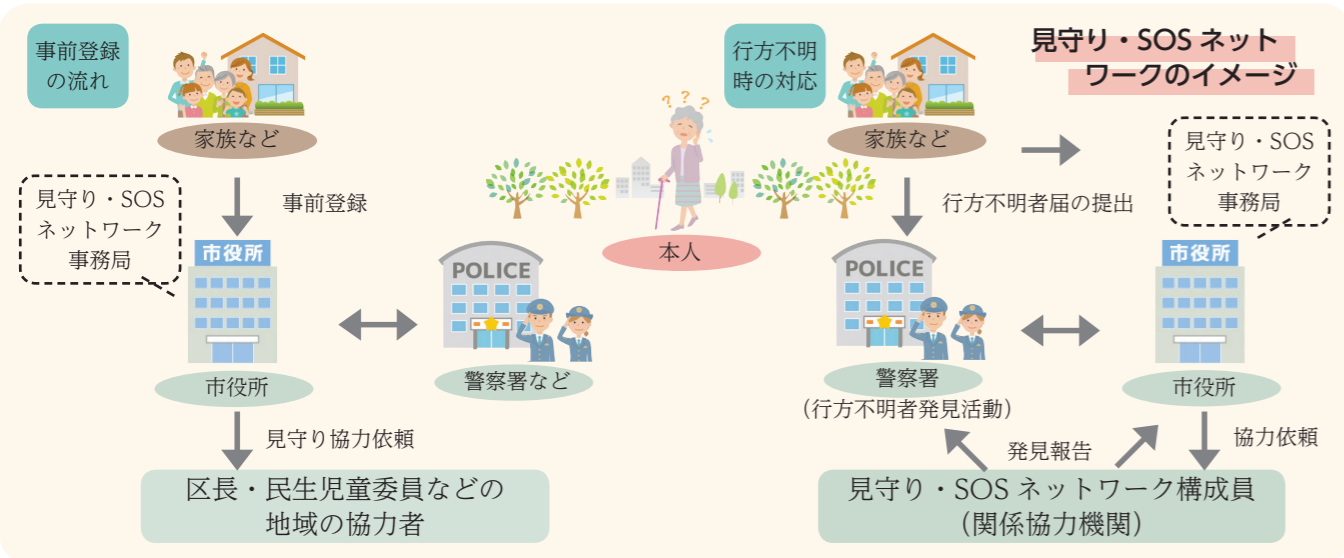 見守り・SOS ネット
ワークのイメージ
事前登録
の流れ
家族など
事前登録
見守り・SOS
ネットワーク
事務局
市役所
市役所
POLICE
警察署など
見守り協力依頼
区長・民生児童委員などの
地域の協力者
？？？
本人
行方不明
時の対応
家族など
行方不明者届の提出
見守り・SOS
ネットワーク
事務局
POLICE
警察署
（行方不明者発見活動）
市役所
市役所
発見報告
協力依頼
見守り・SOS ネットワーク構成員
（関係協力機関）